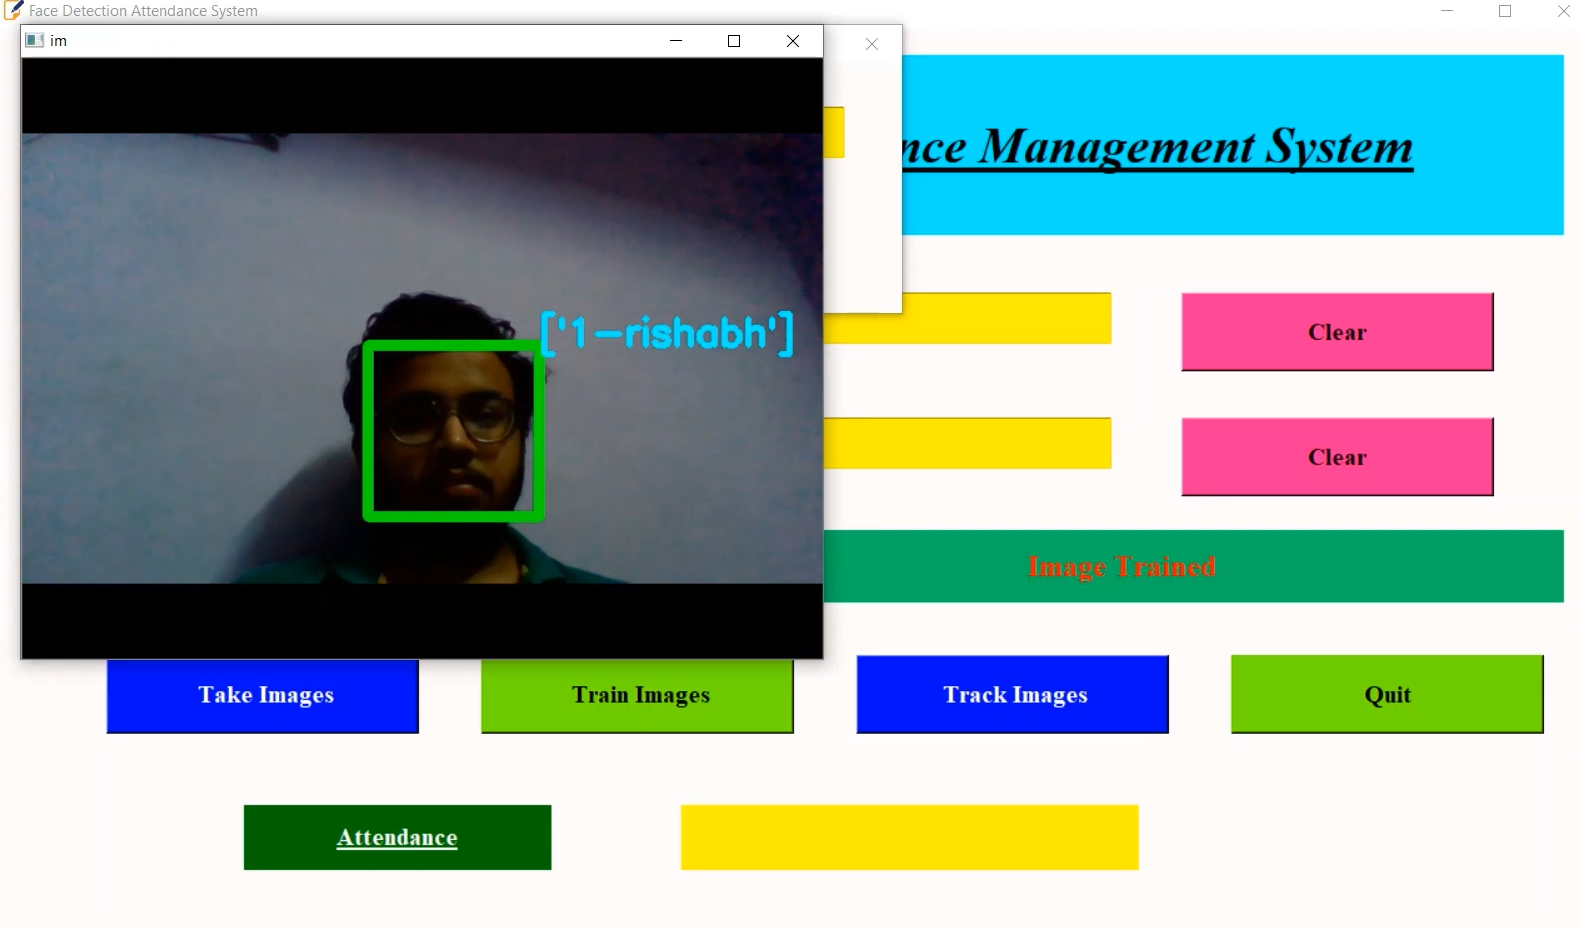 Face Detection Attendance System
im
nce Management System
['1-rishabh']
Clear
Clear
Image Trained
Take Images
Train Images
Track Images
Quit
Attendance